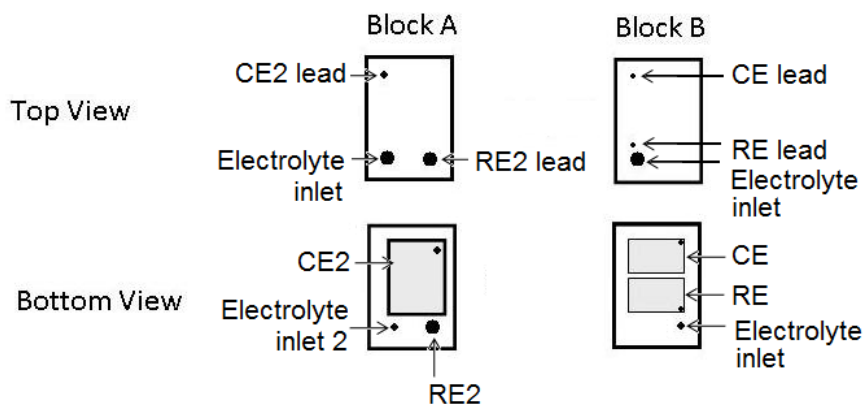 Block A
Block B
Top View
CE2 lead
Electrolyte
inlet
RE2 lead
CE lead
RE lead
Electrolyte
inlet
Bottom View
CE2
Electrolyte
inlet 2
RE2
CE
RE
Electrolyte
inlet